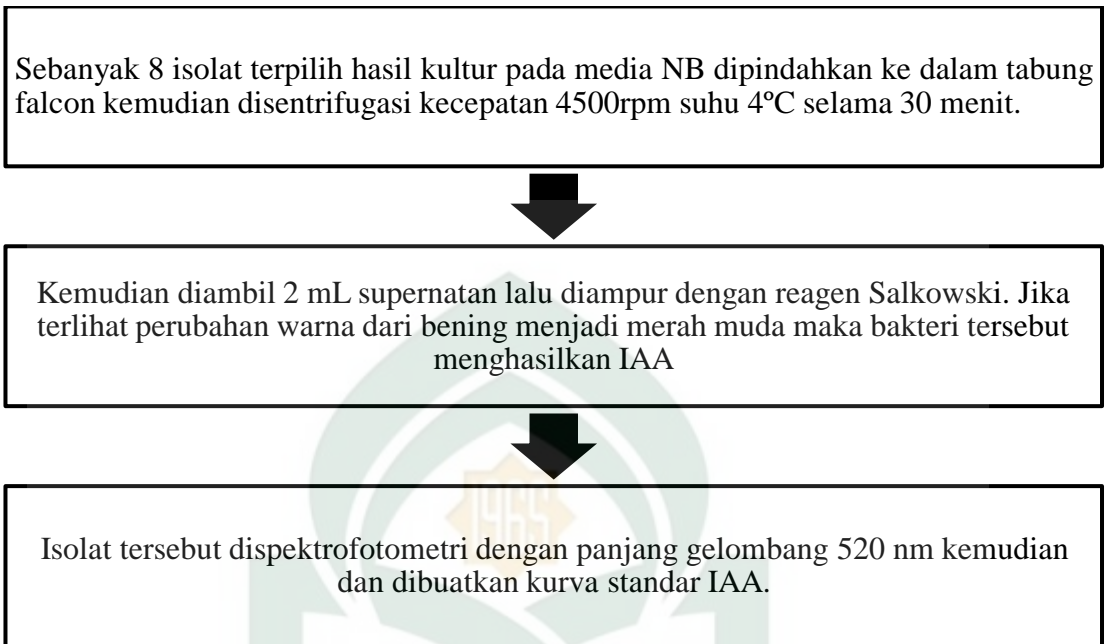 Sebanyak 8 isolat terpilih hasil kultur pada media NB dipindahkan ke dalam tabung
falcon kemudian disentrifugasi kecepatan 4500rpm suhu 4ºC selama 30 menit.
Kemudian diambil 2 mL supernatan lalu diampur dengan reagen Salkowski. Jika
terlihat perubahan warna dari bening menjadi merah muda maka bakteri tersebut
menghasilkan IAA
1965
Isolat tersebut dispektrofotometri dengan panjang gelombang 520 nm kemudian
dan dibuatkan kurva standar IAA.